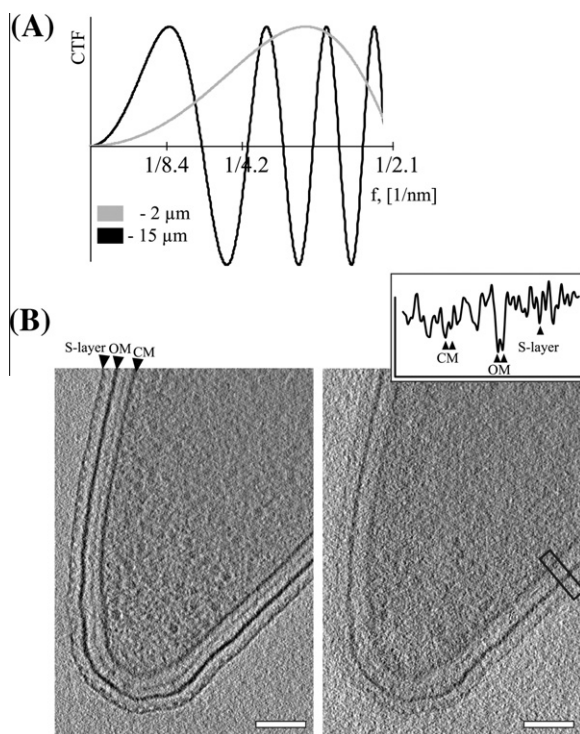 (A)
CTF
1/8.4
1/4.2
1/2.1
f, [1/nm]
- 2 μm
- 15 μm
(B)
S-layer OM CM
CM
OM
S-layer